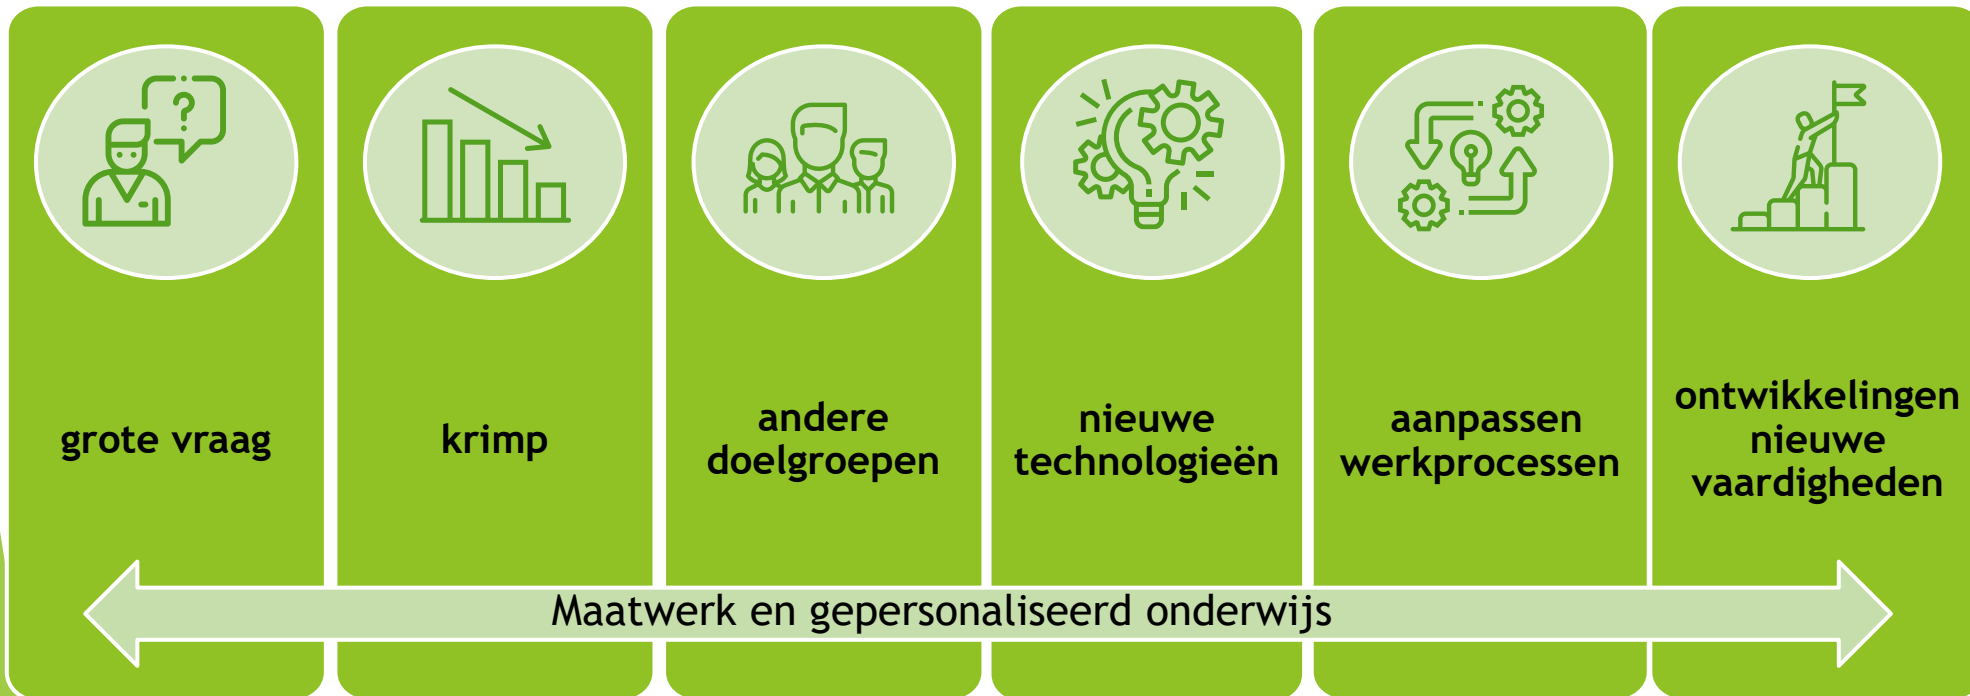 ?
grote vraag
krimp
andere
doelgroepen
nieuwe
technologieën
aanpassen
werkprocessen
ontwikkelingen
nieuwe
vaardigheden
Maatwerk en gepersonaliseerd onderwijs